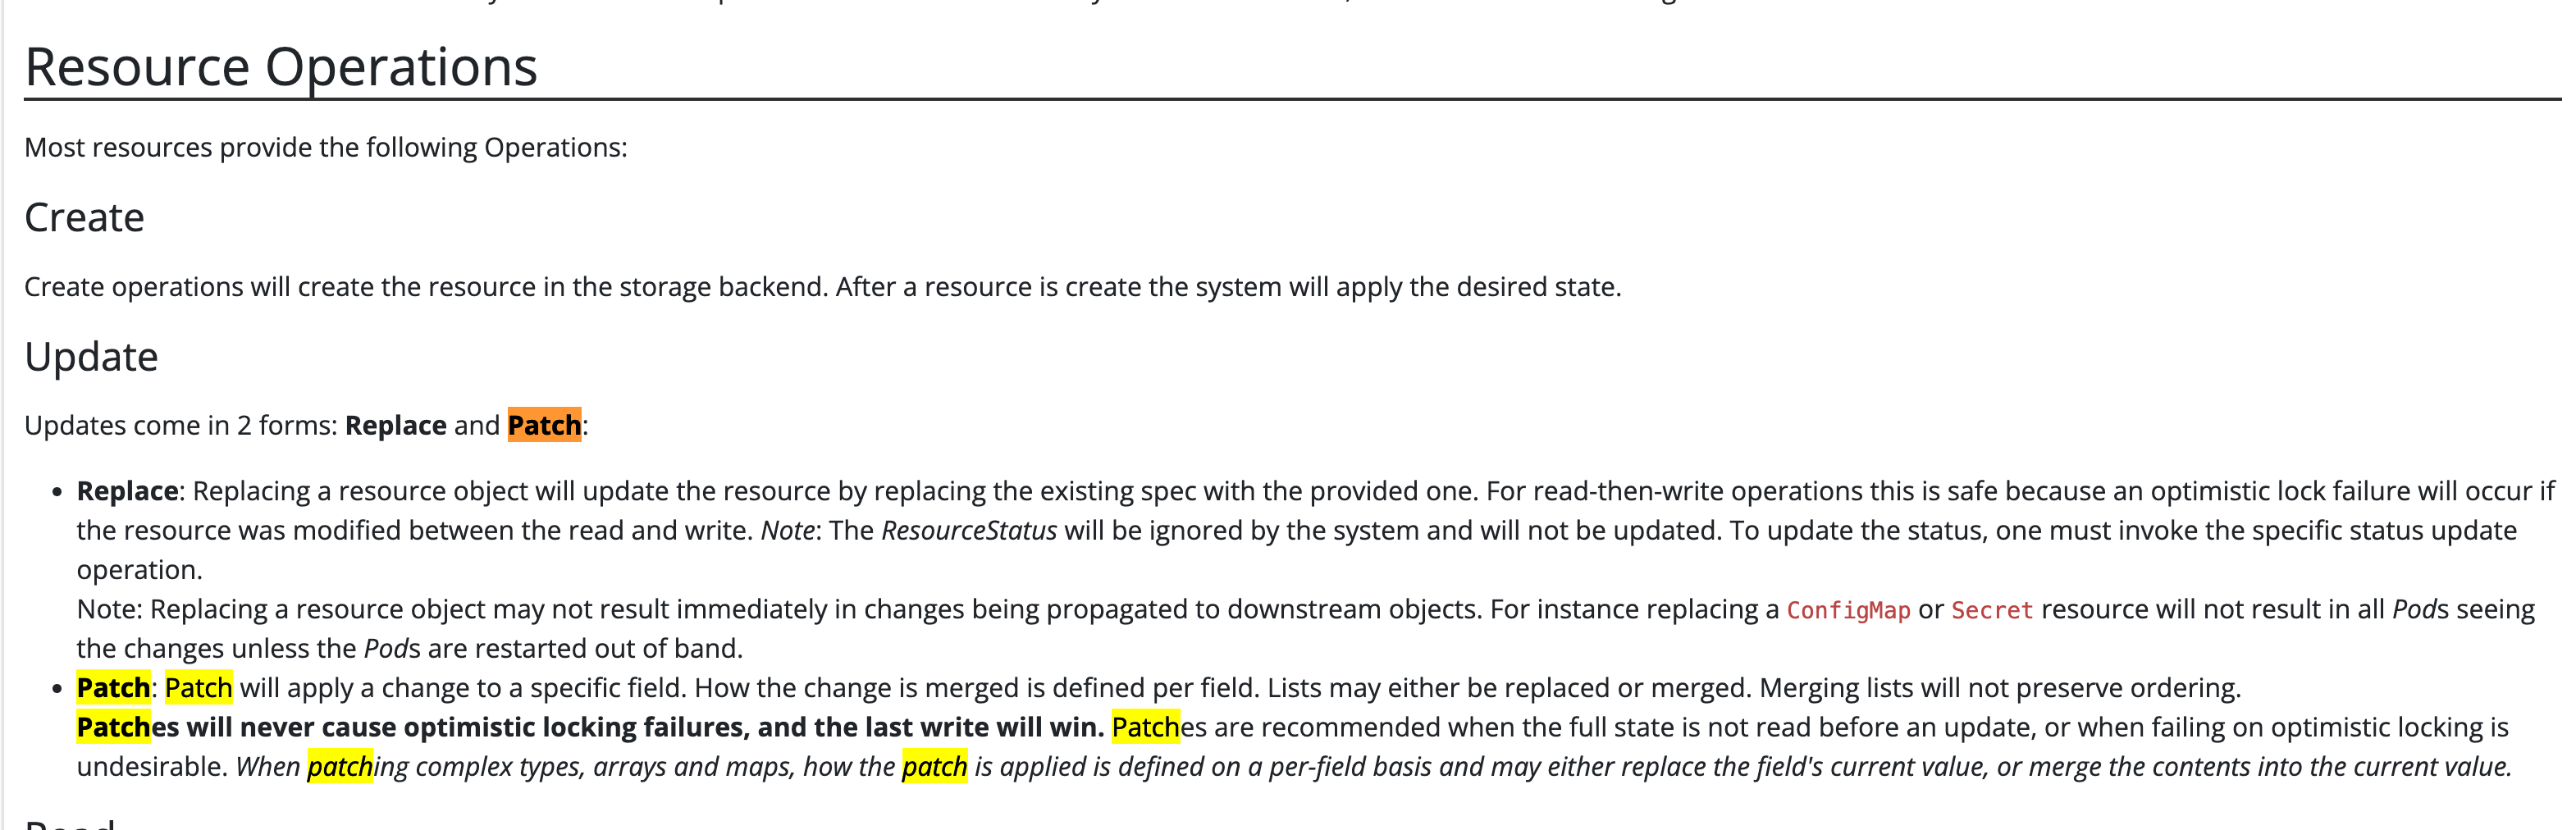 Resource Operations
Most resources provide the following Operations:
Create
Create operations will create the resource in the storage backend. After a resource is create the system will apply the desired state.
Update
Updates come in 2 forms: Replace and Patch:
• Replace: Replacing a resource object will update the resource by replacing the existing spec with the provided one. For read-then-write operations this is safe because an optimistic lock failure will occur if
the resource was modified between the read and write. Note: The ResourceStatus will be ignored by the system and will not be updated. To update the status, one must invoke the specific status update
operation.
Note: Replacing a resource object may not result immediately in changes being propagated to downstream objects. For instance replacing a ConfigMap or Secret resource will not result in all Pods seeing
the changes unless the Pods are restarted out of band.
• Patch: Patch will apply a change to a specific field. How the change is merged is defined per field. Lists may either be replaced or merged. Merging lists will not preserve ordering.
Patches will never cause optimistic locking failures, and the last write will win. Patches are recommended when the full state is not read before an update, or when failing on optimistic locking is
undesirable. When patching complex types, arrays and maps, how the patch is applied is defined on a per-field basis and may either replace the field's current value, or merge the contents into the current value.